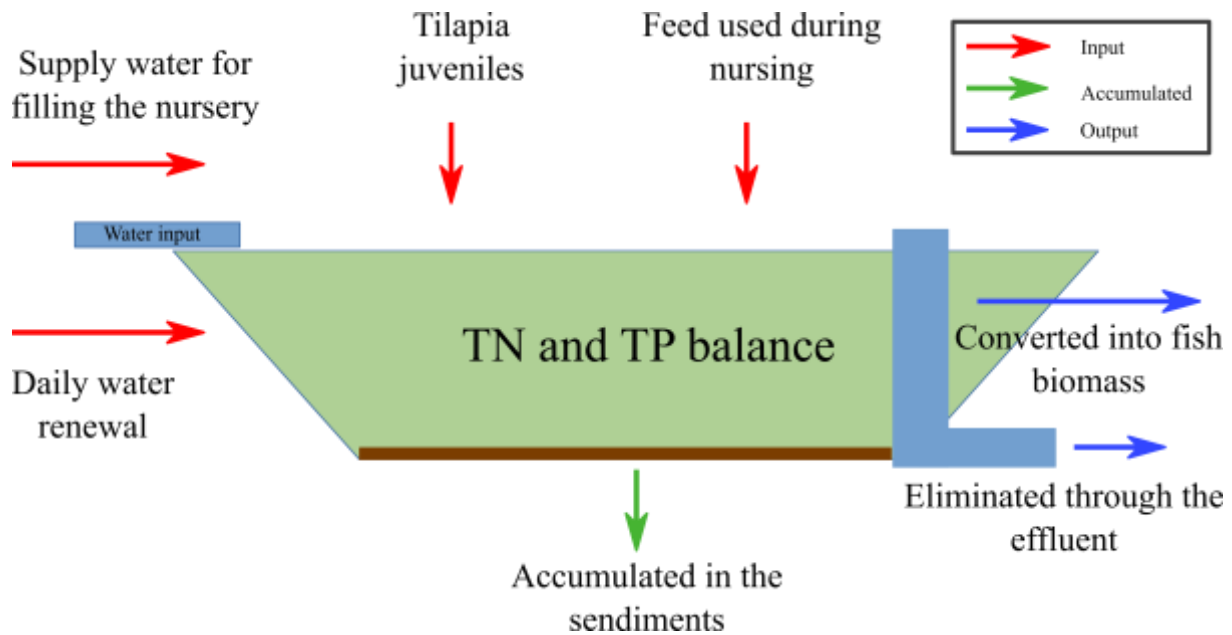 Supply water for
filling the nursery
Tilapia
juveniles
Feed used during
nursing
Input
Accumulated
Output
Water input
TN and TP balance
Daily water
renewal
Converted into fish
biomass
Eliminated through the
effluent
Accumulated in the
sendiments